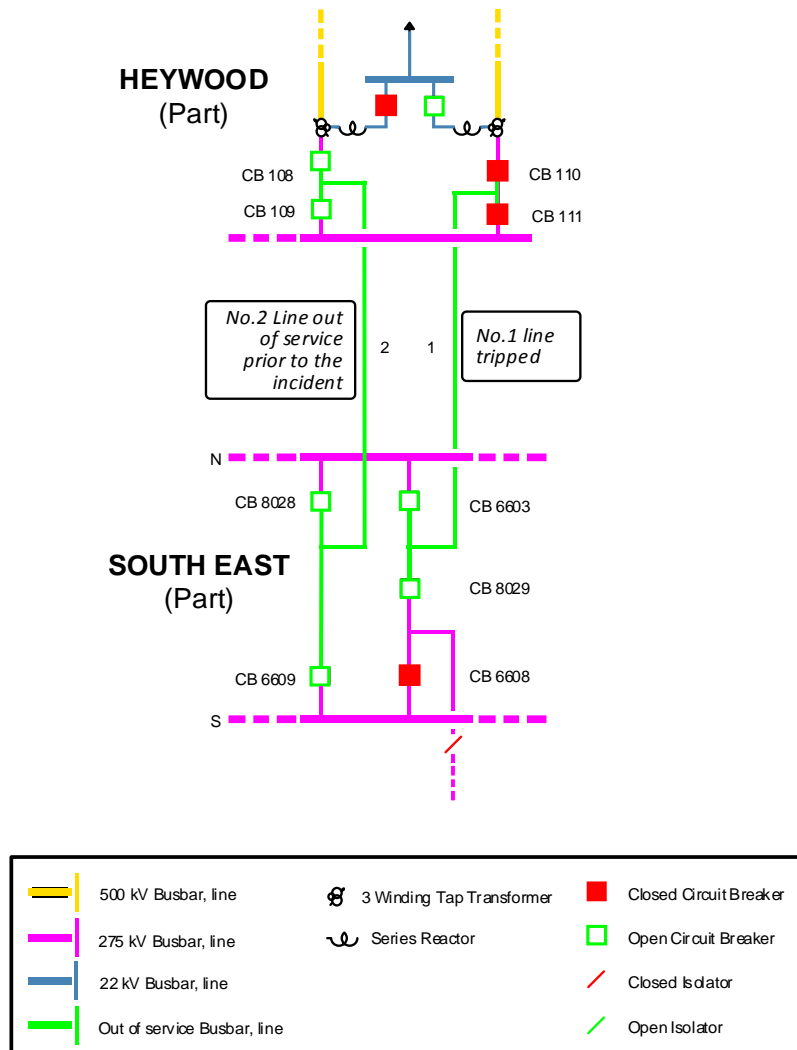 HEYWOOD
(Part)
CB 108
CB 109
CB 110
CB 111
No.2 Line out
of service
prior to the
incident
2
1
No.1 line
tripped
N
CB 8028
CB 6603
SOUTH EAST
(Part)
CB 8029
CB 6609
CB 6608
S
500 kV Busbar, line
275 kV Busbar, line
22 kV Busbar, line
Out of service Busbar, line
3 Winding Tap Transformer
Series Reactor
Closed Circuit Breaker
Open Circuit Breaker
Closed Isolator
Open Isolator